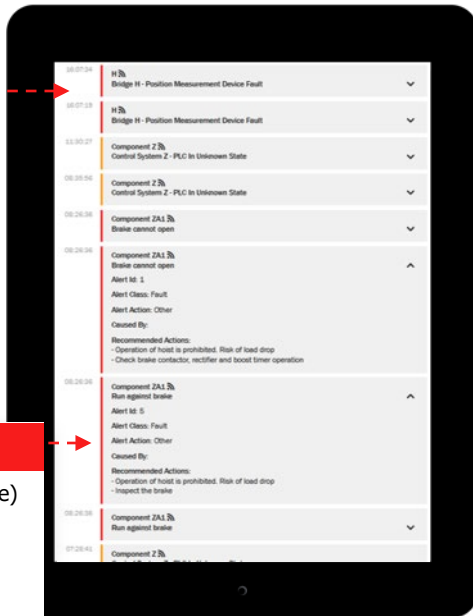 16:07:34
H
Bridge H - Position Measurement Device Fault
16:07:19
H
Bridge H - Position Measurement Device Fault
11:30:27
Component Z
Control System Z - PLC In Unknown State
08:35:56
Component Z
Control System Z - PLC In Unknown State
08:26:36
Component ZA1
Brake cannot open
08:26:36
Component ZA1
Brake cannot open
Alert Id: 1
Alert Class: Fault
Alert Action: Other
Caused By:
Recommended Actions:
- Operation of hoist is prohibited. Risk of load drop
- Check brake contactor, rectifier and boost timer operation
08:26:36
Component ZA1
Run against brake
Alert Id: 5
Alert Class: Fault
Alert Action: Other
Caused By:
Recommended Actions:
- Operation of hoist is prohibited. Risk of load drop
- Inspect the brake
e)
08:26:36
Component ZA1
Run against brake
07:28:41
Component Z